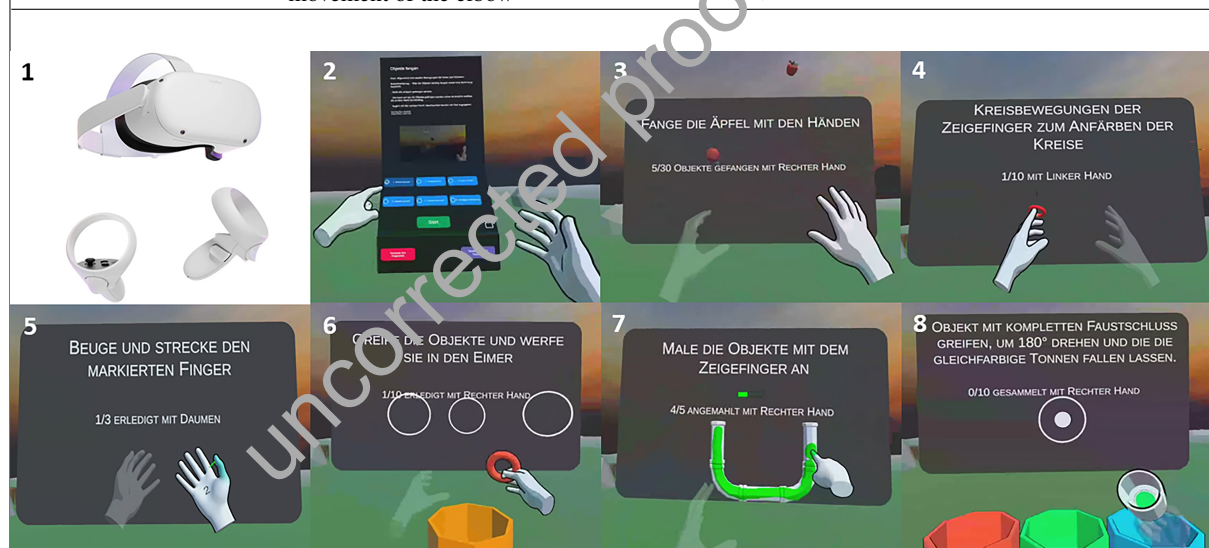 movement of the elbow
1
2
Objekte fangen
Start
3
FANGE DIE ÄPFEL MIT DEN HÄNDEN
5/30 OBJEKTE GEFANGEN MIT RECHTER HAND
4
KREISBEWEGUNGEN DER
ZEIGEFINGER ZUM ANFÄRBEN DER
KREISE
1/10 MIT LINKER HAND
5
BEUGE UND STRECKE DEN
MARKIERTEN FINGER
1/3 ERLEDIGT MIT DAUMEN
2
6
GREIFE DIE OBJEKTE UND WERFE
SIE IN DEN EIMER
1/10 ERLEDIGT MIT RECHTER HAND
7
MALE DIE OBJEKTE MIT DEM
ZEIGEFINGER AN
4/5 ANGEMAHLT MIT RECHTER HAND
8
OBJEKT MIT KOMPLETTEN FAUSTSCHLUSS
GREIFEN, UM 180° DREHEN UND DIE DIE
GLEICHFARBIGE TONNEN FALLEN LASSEN.
0/10 GESAMMELT MIT RECHTER HAND
uncorrected proo